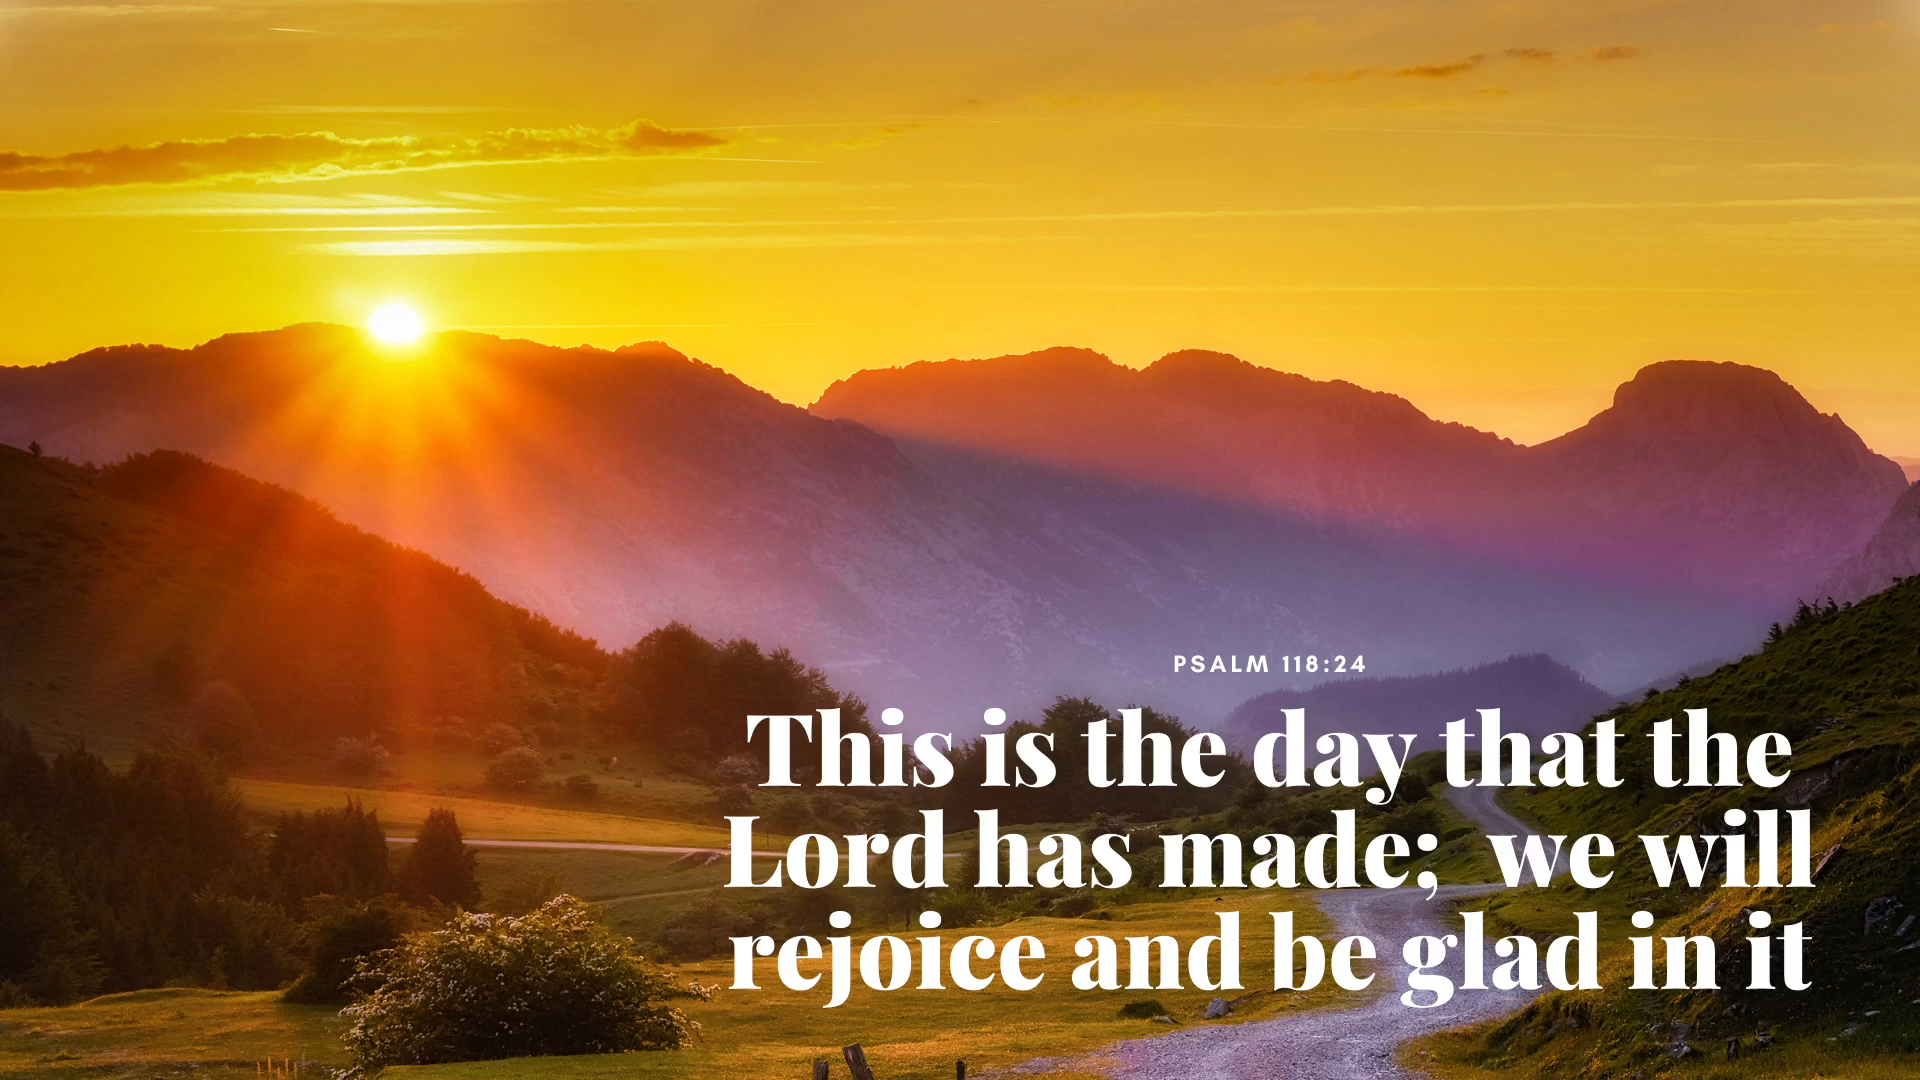 PSALM 118:24
This is the day that the
Lord has made;  we will
rejoice and be glad in it